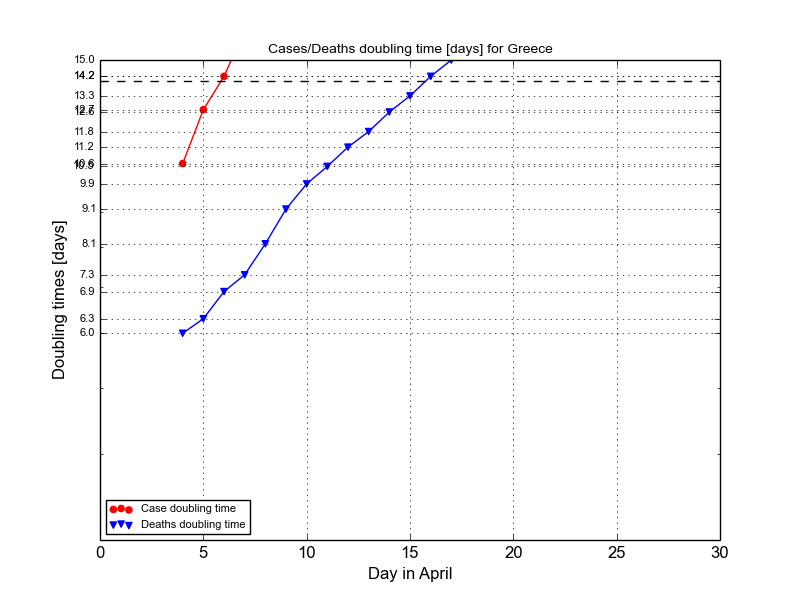 Cases/Deaths doubling time [days] for Greece
15.0
14.2
13.3
12.7
12.6
11.8
11.2
10.6
10.5
9.9
9.1
8.1
7.3
6.9
6.3
6.0
Doubling times [days]
Case doubling time
Deaths doubling time
0 5 10 15 20 25 30
Day in April